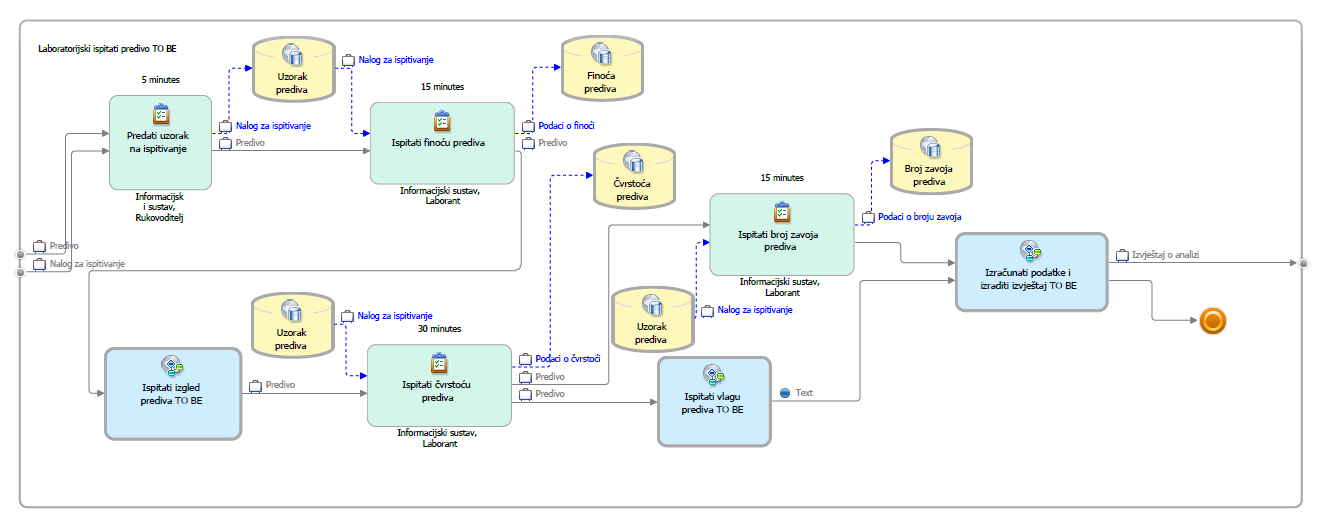 Laboratorijski ispitati predivo TO BE
5 minutes
Predati uzorak
na ispitivanje
Informacijsk
i sustav,
Rukovoditelj
Uzorak
prediva
Nalog za ispitivanje
Nalog za ispitivanje
Predivo
15 minutes
Ispitati finoću prediva
Informacijski sustav,
Laborant
Finoća
prediva
Podaci o finoći
Predivo
Čvrstoća
prediva
Predivo
Nalog za ispitivanje
15 minutes
Ispitati broj zavoja
prediva
Informacijski sustav,
Laborant
Broj zavoja
prediva
Podaci o broju zavoja
Izračunati podatke i
izraditi izvještaj TO BE
Izvještaj o analizi
Uzorak
prediva
Nalog za ispitivanje
30 minutes
Uzorak
prediva
Nalog za ispitivanje
Ispitati izgled
prediva TO BE
Predivo
Ispitati čvrstoću
prediva
Informacijski sustav,
Laborant
Podaci o čvrstoći
Predivo
Predivo
Ispitati vlagu
prediva TO BE
Text